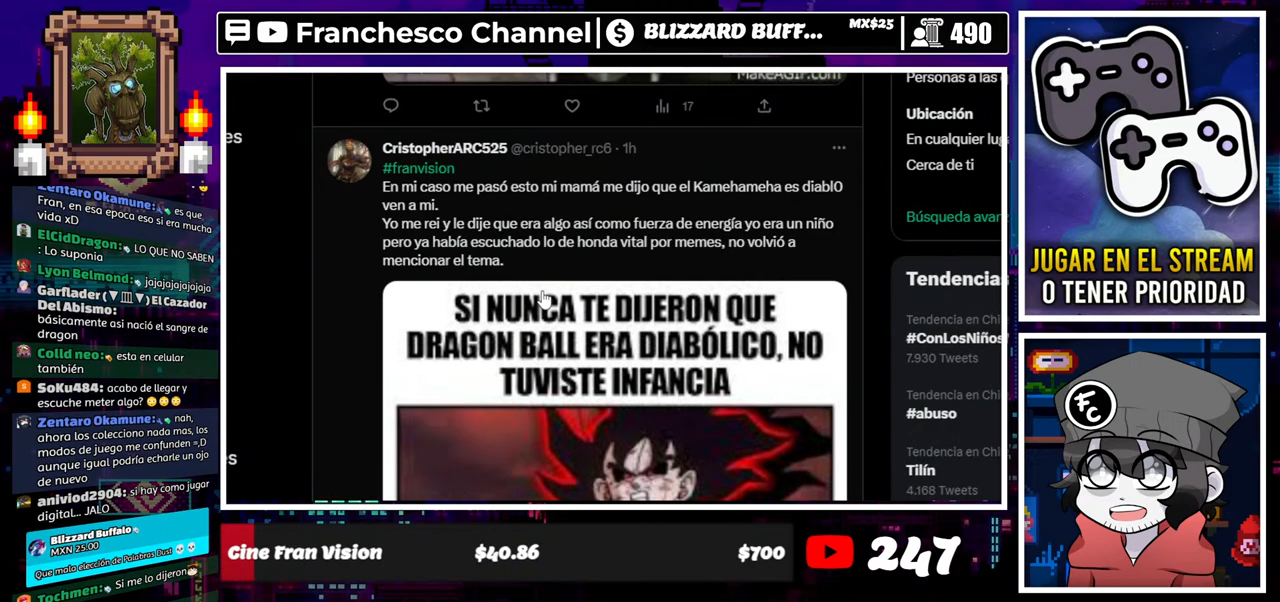 Franchesco Channel
BLIZZARD BUFF...
MX$25
490
MakeAGIF.com
17
CristopherARC525 @cristopher_rc6 · 1h
#franvision
En mi caso me pasó esto mi mamá me dijo que el Kamehameha es diabl0
ven a mi.
Yo me rei y le dije que era algo así como fuerza de energía yo era un niño
pero ya había escuchado lo de honda vital por memes, no volvió a
mencionar el tema.
SI NUNCA TE DIJERON QUE
DRAGON BALL ERA DIABÓLICO, NO
TUVISTE INFANCIA
es
s
Personas a las
Ubicación
En cualquier lug
Cerca de ti
Búsqueda avan
Tendencias
Tendencia en Chi
#ConLosNiños
7.930 Tweets
Tendencia en Chi
#abuso
Tendencia en Chi
Tilín
4.168 Tweets
Zentaro Okamune: es que
Fran, en esa epoca eso si era mucha
vida xD
ElCidDragon: LO QUE NO SABEN
: Lo suponia
Lyon Belmond: jajajajajajaja
Garflader (▼皿▼) El Cazador
Del Abismo:
básicamente asi nació el sangre de
dragon
Colld neo: esta en celular
también
SoKu484: acabo de llegar y
escuche meter algo? 😳😳😳
Zentaro Okamune: nah,
ahora los colecciono nada mas, los
modos de juego me confunden =,D
aunque igual podría echarle un ojo
de nuevo
aniviod2904: si hay como jugar
digital... JALO
Blizzard Buffalo
MXN 25.00
Que mala elección de Palabras Dust 💀💀
Tochmen: Si me lo dijeron
Cine Fran Vision
$40.86
$700
247
JUGAR EN EL STREAM
O TENER PRIORIDAD
FC